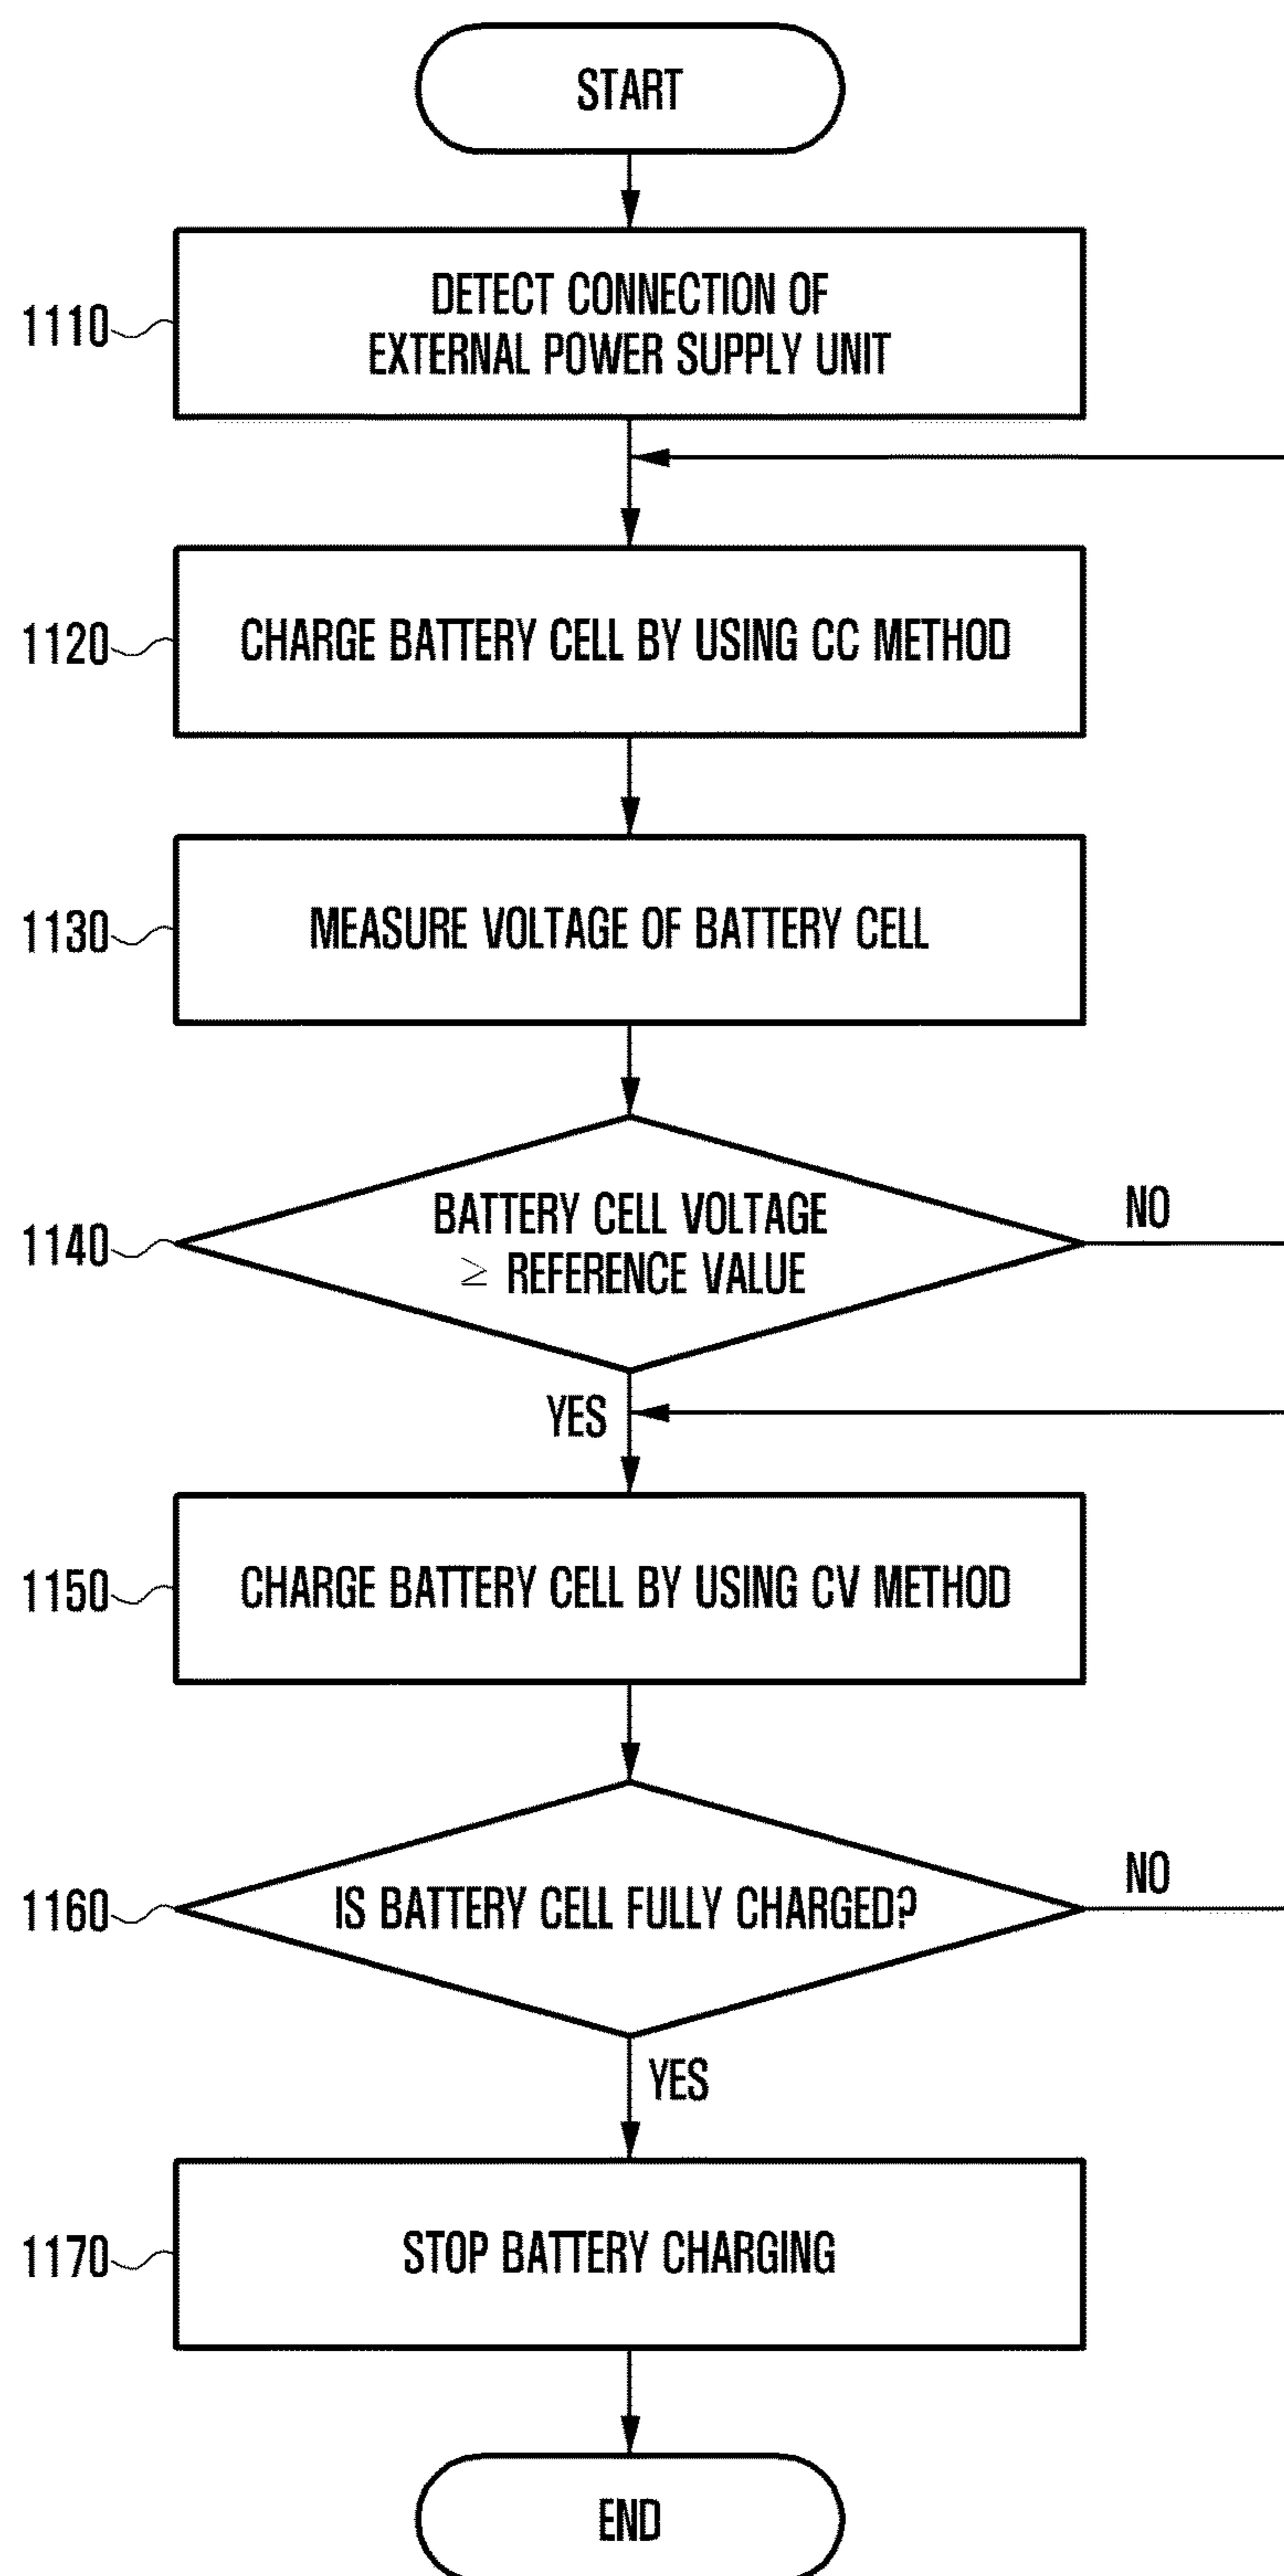 START
1110
DETECT CONNECTION OF
EXTERNAL POWER SUPPLY UNIT
1120
CHARGE BATTERY CELL BY USING CC METHOD
1130
MEASURE VOLTAGE OF BATTERY CELL
1140
BATTERY CELL VOLTAGE
≥ REFERENCE VALUE
NO
YES
1150
CHARGE BATTERY CELL BY USING CV METHOD
1160
IS BATTERY CELL FULLY CHARGED?
NO
YES
1170
STOP BATTERY CHARGING
END